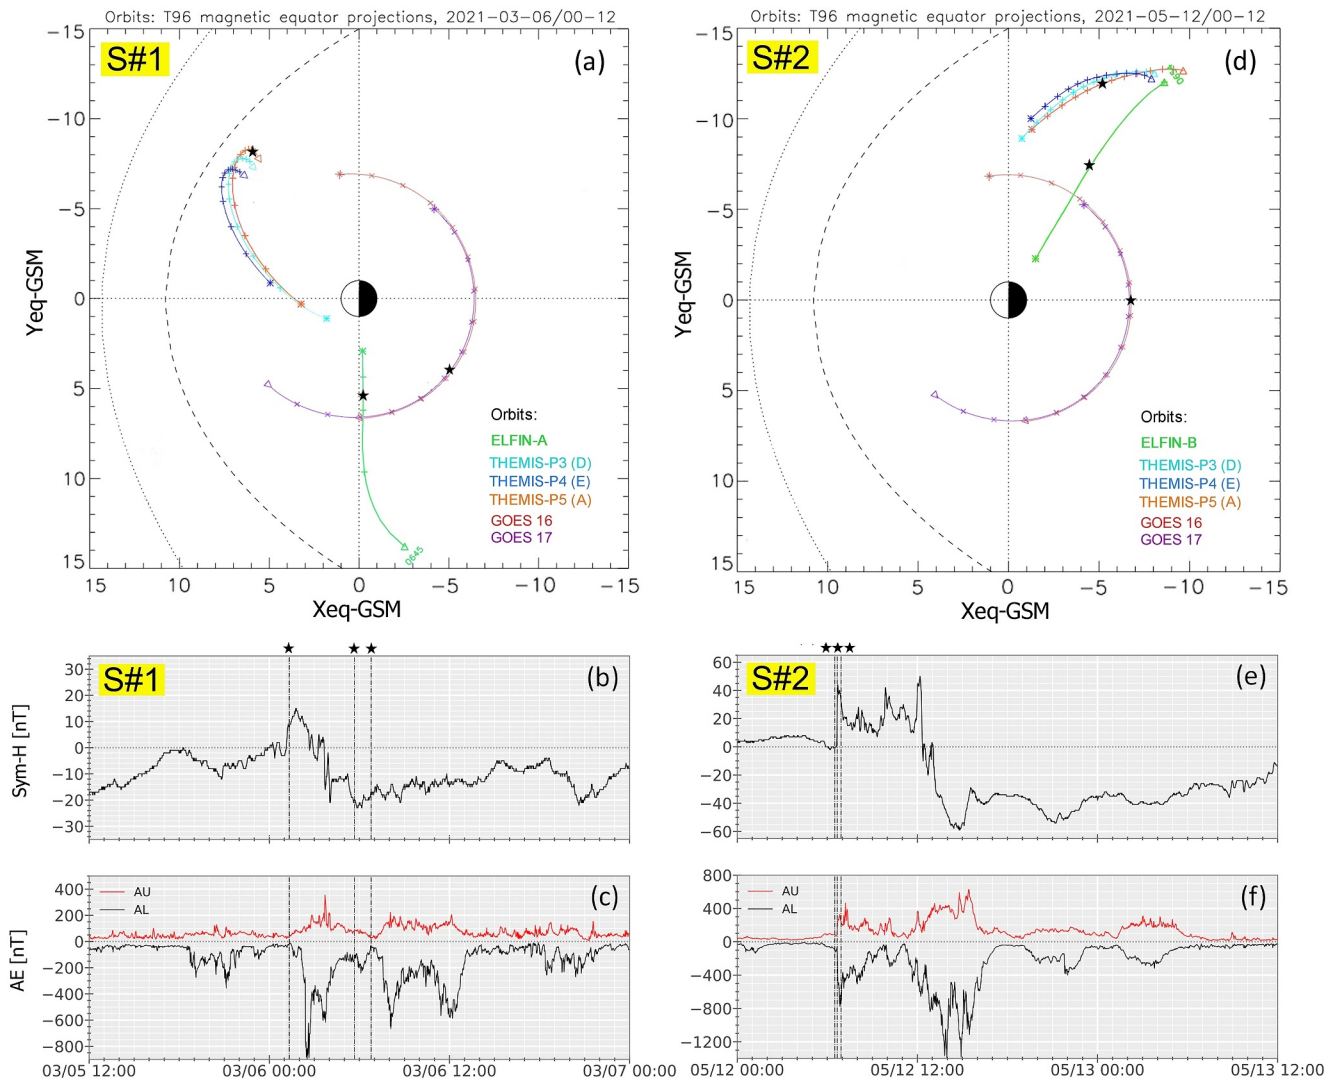 Orbits: T96 magnetic equator projections, 2021-03-06/00-12
S#1
(a)
-15
-10
-5
0
5
10
15
Yeq-GSM
0645
Orbits:
ELFIN-A
THEMIS-P3 (D)
THEMIS-P4 (E)
THEMIS-P5 (A)
GOES 16
GOES 17
15 10 5 0 -5 -10 -15
Xeq-GSM
Orbits: T96 magnetic equator projections, 2021-05-12/00-12
S#2
(d)
-15
-10
-5
0
5
10
15
Yeq-GSM
Orbits:
ELFIN-B
THEMIS-P3 (D)
THEMIS-P4 (E)
THEMIS-P5 (A)
GOES 16
GOES 17
15 10 5 0 -5 -10 -15
Xeq-GSM
S#1
(b)
30
20
10
0
-10
-20
-30
Sym-H [nT]
S#2
(e)
60
40
20
0
-20
-40
-60
AU
AL
(c)
400
200
0
-200
-400
-600
-800
AE [nT]
03/05 12:00 03/06 00:00 03/06 12:00 03/07 00:00
AU
AL
(f)
800
400
0
-400
-800
-1200
05/12 00:00 05/12 12:00 05/13 00:00 05/13 12:00